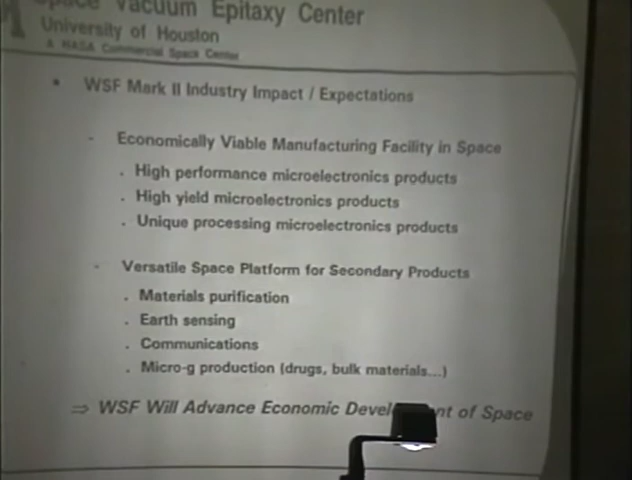 Space Vacuum Epitaxy Center
University of Houston
A NASA Commercial Space Center
• WSF Mark II Industry Impact / Expectations
- Economically Viable Manufacturing Facility in Space
. High performance microelectronics products
. High yield microelectronics products
. Unique processing microelectronics products
- Versatile Space Platform for Secondary Products
. Materials purification
. Earth sensing
. Communications
. Micro-g production (drugs, bulk materials...)
⇒ WSF Will Advance Economic Devel nt of Space